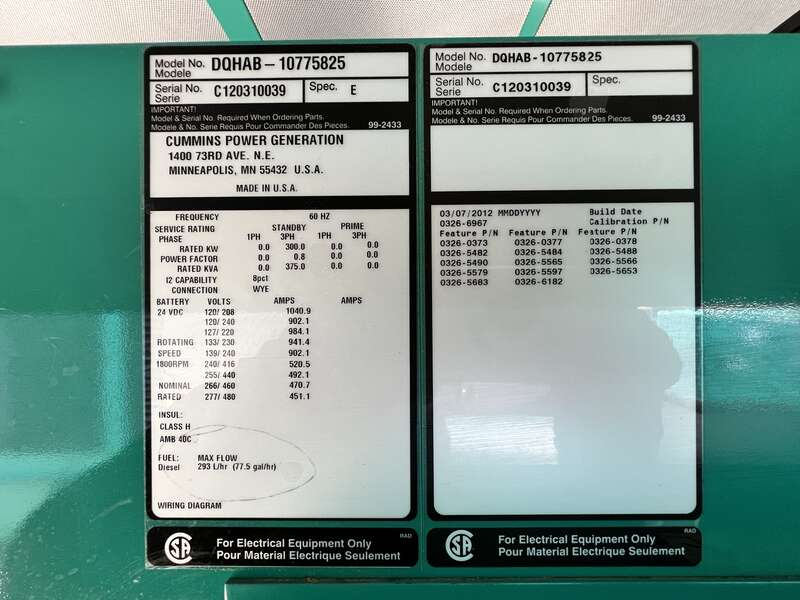 Model No. DQHAB – 10775825
Modele
Serial No. C120310039 Spec. E
Serie
IMPORTANT!
Model & Serial No. Required When Ordering Parts.
Modele & No. Serie Requis Pour Commander Des Pieces. 99-2433
CUMMINS POWER GENERATION
1400 73RD AVE. N.E.
MINNEAPOLIS, MN 55432 U.S.A.
MADE IN U.S.A.
FREQUENCY 60 HZ
SERVICE RATING STANDBY PRIME
PHASE 1PH 3PH 1PH 3PH
RATED KW 0.0 300.0 0.0 0.0
POWER FACTOR 0.0 0.8 0.0 0.0
RATED KVA 0.0 375.0 0.0 0.0
I2 CAPABILITY 8pct
CONNECTION WYE
BATTERY VOLTS AMPS AMPS
24 VDC 120/ 208 1040.9
120/ 240 902.1
127/ 220 984.1
ROTATING 133/ 230 941.4
SPEED 139/ 240 902.1
1800RPM 240/ 416 520.5
255/ 440 492.1
NOMINAL 266/ 460 470.7
RATED 277/ 480 451.1
INSUL:
CLASS H
AMB 40C
FUEL: MAX FLOW
Diesel 293 L/hr (77.5 gal/hr)
WIRING DIAGRAM
CSA For Electrical Equipment Only RAD
Pour Material Electrique Seulement
Model No. DQHAB - 10775825
Modele
Serial No. C120310039 Spec.
Serie
IMPORTANT!
Model & Serial No. Required When Ordering Parts.
Modele & No. Serie Requis Pour Commander Des Pieces. 99-2433
03/07/2012 MMDDYYYY Build Date
0326-6967 Calibration P/N
Feature P/N Feature P/N Feature P/N
0326-0373 0326-0377 0326-0378
0326-5482 0326-5484 0326-5488
0326-5490 0326-5565 0326-5566
0326-5579 0326-5597 0326-5653
0326-5683 0326-6182
CSA For Electrical Equipment Only RAD
Pour Material Electrique Seulement